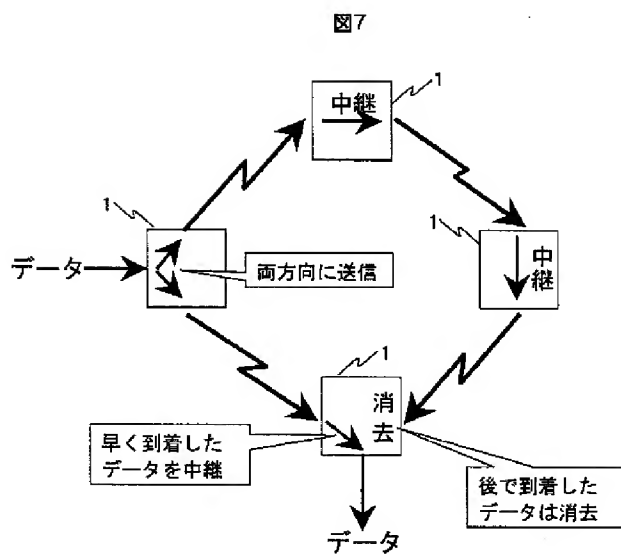 図7
1
中継
1
1
データ
両方向に送信
中
継
1
消
去
早く到着した
データを中継
後で到着した
データは消去
データ